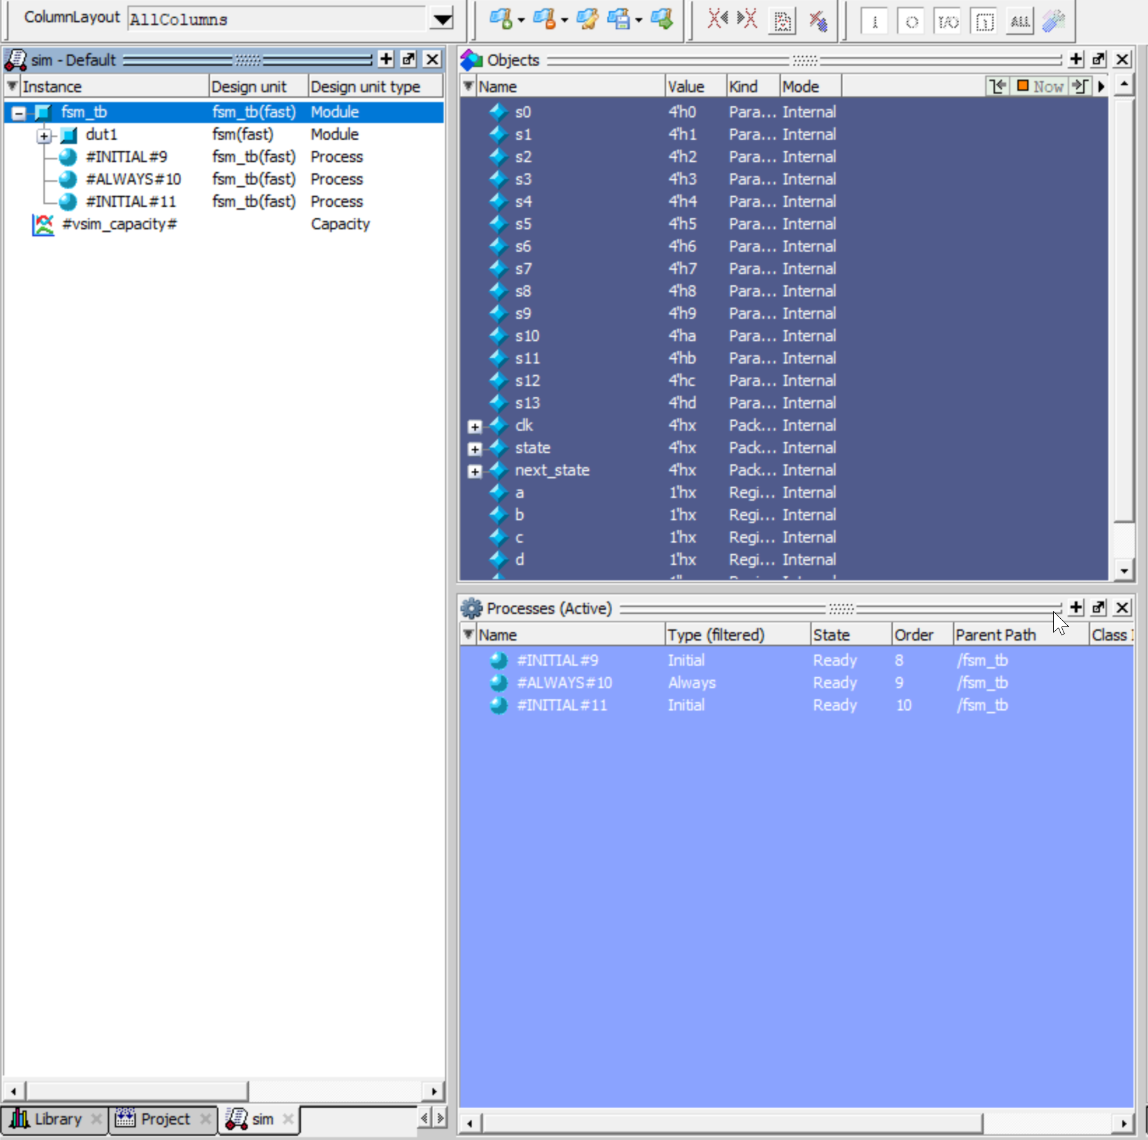 ColumnLayout AllColumns
I O I/O ALL
sim - Default
Instance Design unit Design unit type
fsm_tb fsm_tb(fast) Module
dut1 fsm(fast) Module
#INITIAL#9 fsm_tb(fast) Process
#ALWAYS#10 fsm_tb(fast) Process
#INITIAL#11 fsm_tb(fast) Process
#vsim_capacity# Capacity
Objects
Name Value Kind Mode Now
s0 4'h0 Para... Internal
s1 4'h1 Para... Internal
s2 4'h2 Para... Internal
s3 4'h3 Para... Internal
s4 4'h4 Para... Internal
s5 4'h5 Para... Internal
s6 4'h6 Para... Internal
s7 4'h7 Para... Internal
s8 4'h8 Para... Internal
s9 4'h9 Para... Internal
s10 4'ha Para... Internal
s11 4'hb Para... Internal
s12 4'hc Para... Internal
s13 4'hd Para... Internal
clk 4'hx Pack... Internal
state 4'hx Pack... Internal
next_state 4'hx Pack... Internal
a 1'hx Regi... Internal
b 1'hx Regi... Internal
c 1'hx Regi... Internal
d 1'hx Regi... Internal
Processes (Active)
Name Type (filtered) State Order Parent Path Class
#INITIAL#9 Initial Ready 8 /fsm_tb
#ALWAYS#10 Always Ready 9 /fsm_tb
#INITIAL#11 Initial Ready 10 /fsm_tb
Library Project sim